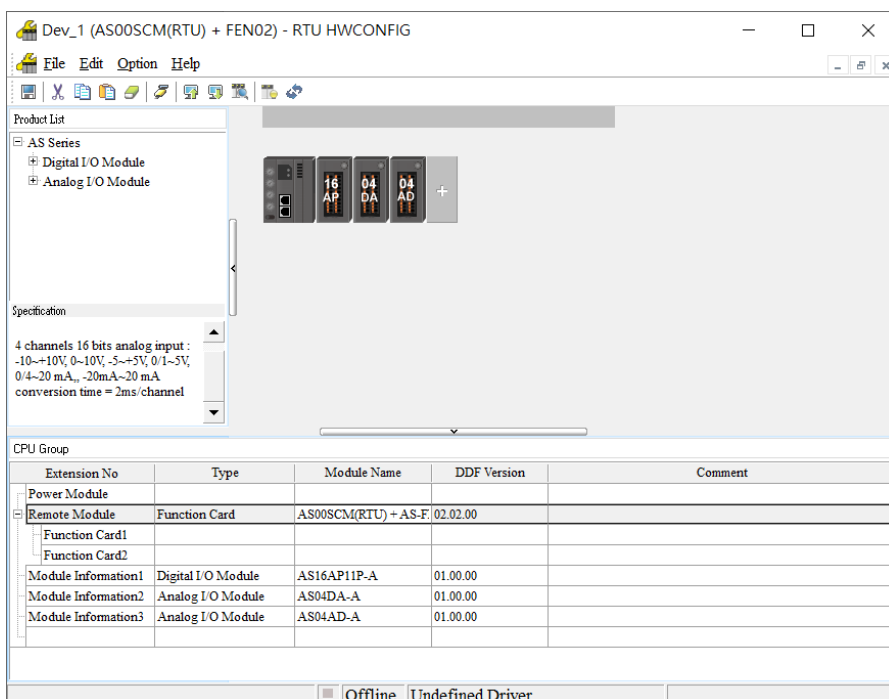 Dev_1 (AS00SCM(RTU) + FEN02) - RTU HWCONFIG
File Edit Option Help
Product List
AS Series
Digital I/O Module
Analog I/O Module
16 AP
04 DA
04 AD
+
Specification
4 channels 16 bits analog input :
-10~+10V, 0~10V, -5~+5V, 0/1~5V,
0/4~20 mA,, -20mA~20 mA
conversion time = 2ms/channel
CPU Group
Extension No Type Module Name DDF Version Comment
Power Module
Remote Module Function Card AS00SCM(RTU) + AS-F 02.02.00
Function Card1
Function Card2
Module Information1 Digital I/O Module AS16AP11P-A 01.00.00
Module Information2 Analog I/O Module AS04DA-A 01.00.00
Module Information3 Analog I/O Module AS04AD-A 01.00.00
Offline Undefined Driver